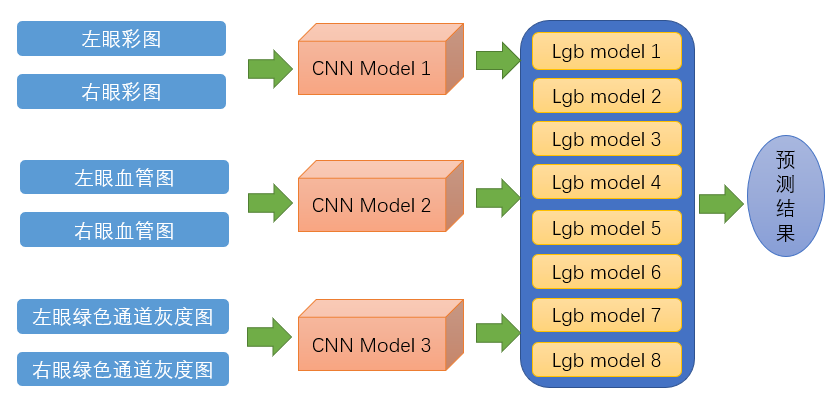 左眼彩图
右眼彩图
CNN Model 1
左眼血管图
右眼血管图
CNN Model 2
左眼绿色通道灰度图
右眼绿色通道灰度图
CNN Model 3
Lgb model 1
Lgb model 2
Lgb model 3
Lgb model 4
Lgb model 5
Lgb model 6
Lgb model 7
Lgb model 8
预测结果